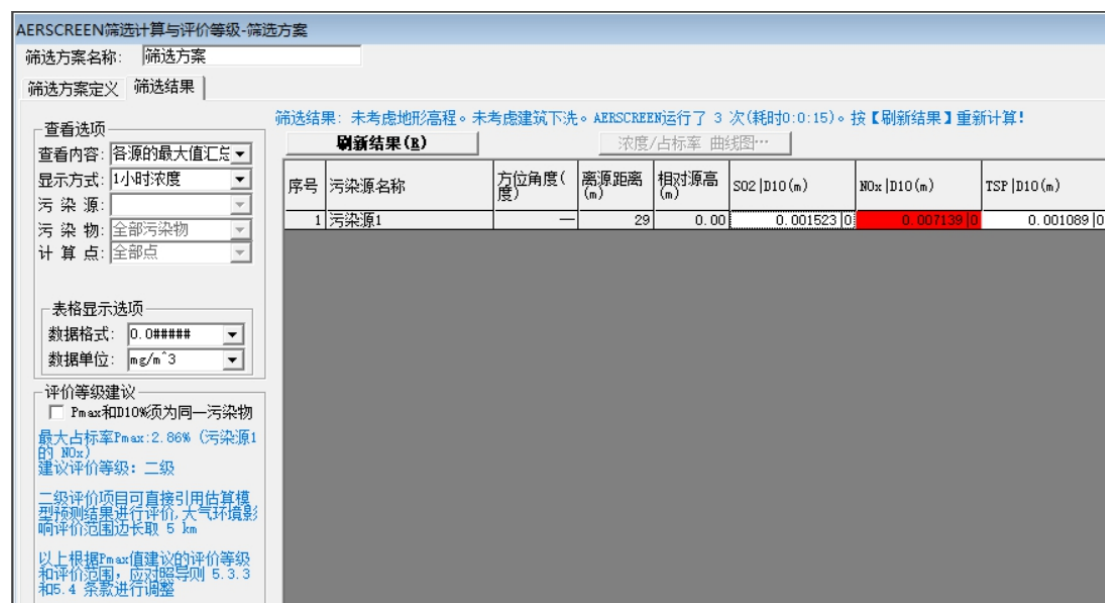 AERSCREEN筛选计算与评价等级-筛选方案
筛选方案名称: 筛选方案
筛选方案定义 筛选结果
筛选结果: 未考虑地形高程。未考虑建筑下洗。AERSCREEN运行了 3 次(耗时0:0:15)。按【刷新结果】重新计算!
刷新结果(R) 浓度/占标率 曲线图…
查看选项
查看内容: 各源的最大值汇总
显示方式: 1小时浓度
污 染 源:
污 染 物: 全部污染物
计 算 点: 全部点
表格显示选项
数据格式: 0.0#####
数据单位: mg/m^3
评价等级建议
Pmax和D10%须为同一污染物
最大占标率Pmax:2.86% (污染源1
的 NOx)
建议评价等级: 二级
二级评价项目可直接引用估算模
型预测结果进行评价,大气环境影
响评价范围边长取 5 km
以上根据Pmax值建议的评价等级
和评价范围, 应对照导则 5.3.3
和5.4 条款进行调整
序号 污染源名称 方位角度(度) 离源距离(m) 相对源高(m) SO2|D10(m) NOx|D10(m) TSP|D10(m)
1 污染源1 — 29 0.00 0.001523|0 0.007139|0 0.001089|0